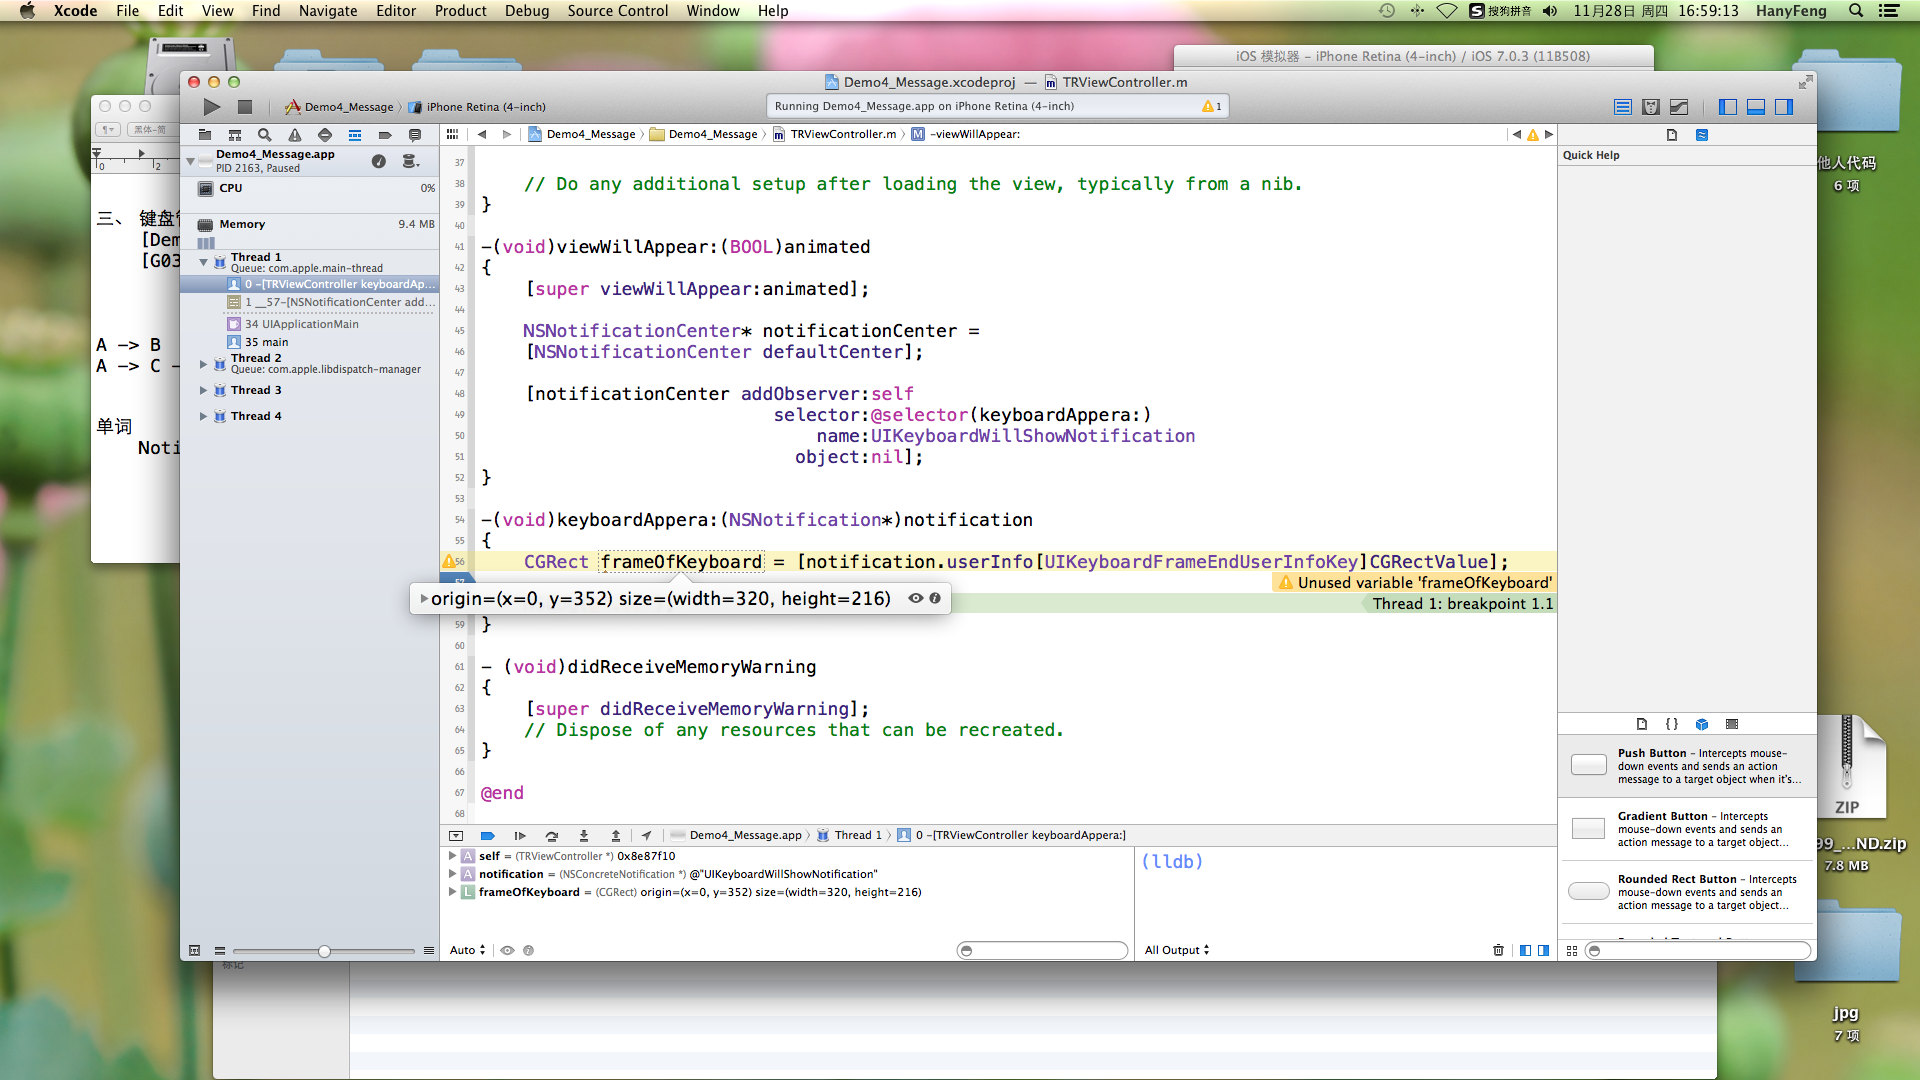 Xcode File Edit View Find Navigate Editor Product Debug Source Control Window Help 搜狗拼音 11月28日 周四 16:59:13 HanyFeng
iOS 模拟器 – iPhone Retina (4-inch) / iOS 7.0.3 (11B508)
Demo4_Message.xcodeproj — TRViewController.m
Demo4_Message iPhone Retina (4-inch)
Running Demo4_Message.app on iPhone Retina (4-inch) 1
黑体-简
0 2
三、 键盘
[Dem
[G03
A –> B
A –> C –
单词
Noti
Demo4_Message Demo4_Message TRViewController.m -viewWillAppear:
Demo4_Message.app
PID 2163, Paused
CPU 0%
Memory 9.4 MB
Thread 1
Queue: com.apple.main-thread
0 -[TRViewController keyboardAp...
1 __57-[NSNotificationCenter add...
34 UIApplicationMain
35 main
Thread 2
Queue: com.apple.libdispatch-manager
Thread 3
Thread 4
37
38 // Do any additional setup after loading the view, typically from a nib.
39 }
40
41 -(void)viewWillAppear:(BOOL)animated
42 {
43 [super viewWillAppear:animated];
44
45 NSNotificationCenter* notificationCenter =
46 [NSNotificationCenter defaultCenter];
47
48 [notificationCenter addObserver:self
49 selector:@selector(keyboardAppera:)
50 name:UIKeyboardWillShowNotification
51 object:nil];
52 }
53
54 -(void)keyboardAppera:(NSNotification*)notification
55 {
56 CGRect frameOfKeyboard = [notification.userInfo[UIKeyboardFrameEndUserInfoKey]CGRectValue];
57 Unused variable 'frameOfKeyboard'
origin=(x=0, y=352) size=(width=320, height=216)
Thread 1: breakpoint 1.1
59 }
60
61 - (void)didReceiveMemoryWarning
62 {
63 [super didReceiveMemoryWarning];
64 // Dispose of any resources that can be recreated.
65 }
66
67 @end
68
Demo4_Message.app Thread 1 0 -[TRViewController keyboardAppera:]
A self = (TRViewController *) 0x8e87f10
A notification = (NSConcreteNotification *) @"UIKeyboardWillShowNotification"
L frameOfKeyboard = (CGRect) origin=(x=0, y=352) size=(width=320, height=216)
(lldb)
Auto
All Output
Quick Help
Push Button – Intercepts mouse-
down events and sends an action
message to a target object when it's...
Gradient Button – Intercepts
mouse-down events and sends an
action message to a target object...
Rounded Rect Button – Intercepts
mouse-down events and sends an
action message to a target object...
他人代码
6 项
ZIP
99_...ND.zip
7.8 MB
jpg
7 项
标记